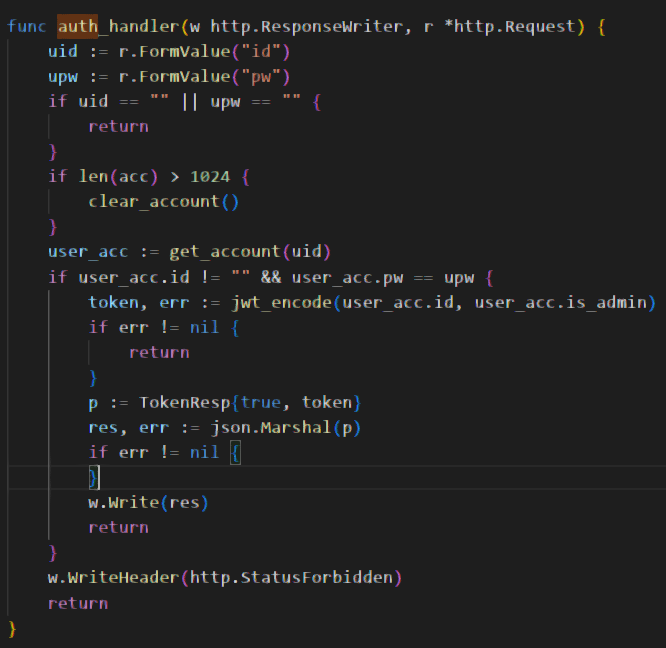 func auth_handler(w http.ResponseWriter, r *http.Request) {
    uid := r.FormValue("id")
    upw := r.FormValue("pw")
    if uid == "" || upw == "" {
        return
    }
    if len(acc) > 1024 {
        clear_account()
    }
    user_acc := get_account(uid)
    if user_acc.id != "" && user_acc.pw == upw {
        token, err := jwt_encode(user_acc.id, user_acc.is_admin)
        if err != nil {
            return
        }
        p := TokenResp{true, token}
        res, err := json.Marshal(p)
        if err != nil {
        }
        w.Write(res)
        return
    }
    w.WriteHeader(http.StatusForbidden)
    return
}